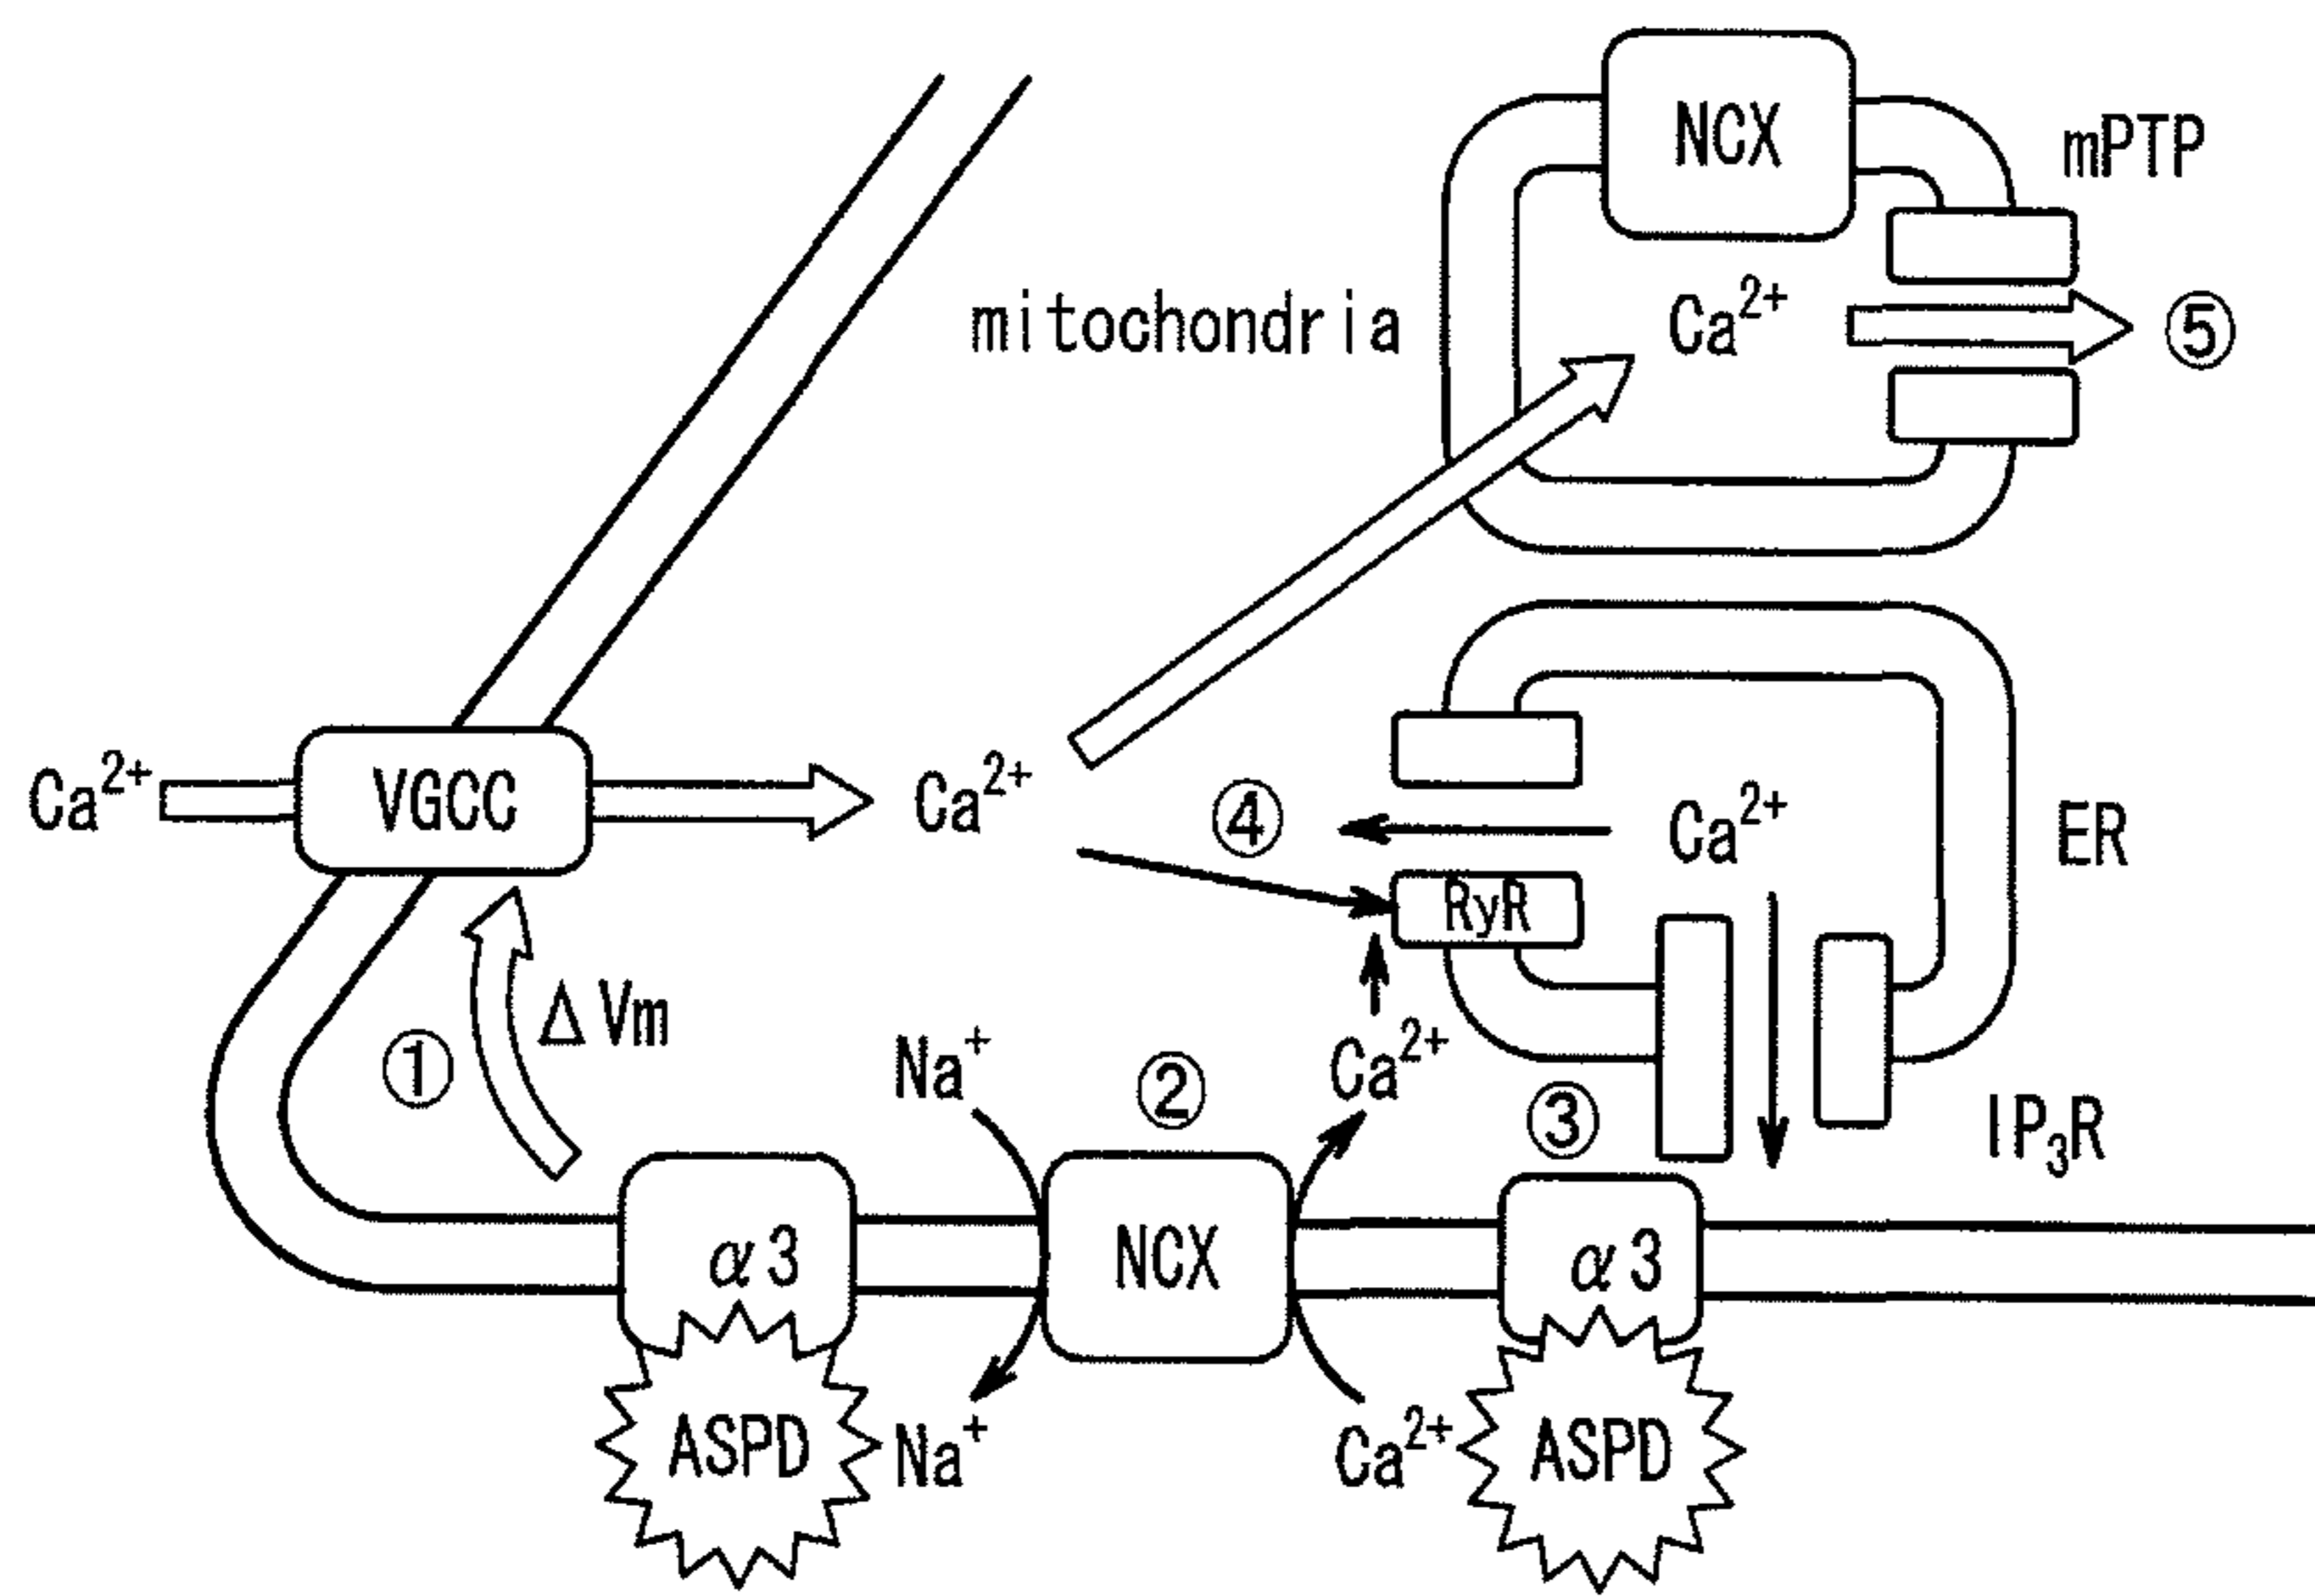 NCX
mPTP
mitochondria
Ca²⁺
⑤
Ca²⁺
VGCC
Ca²⁺
④
Ca²⁺
ER
RyR
①
Δ Vm
Na⁺
②
Ca²⁺
③
IP₃R
α3
NCX
α3
ASPD
Na⁺
Ca²⁺
ASPD